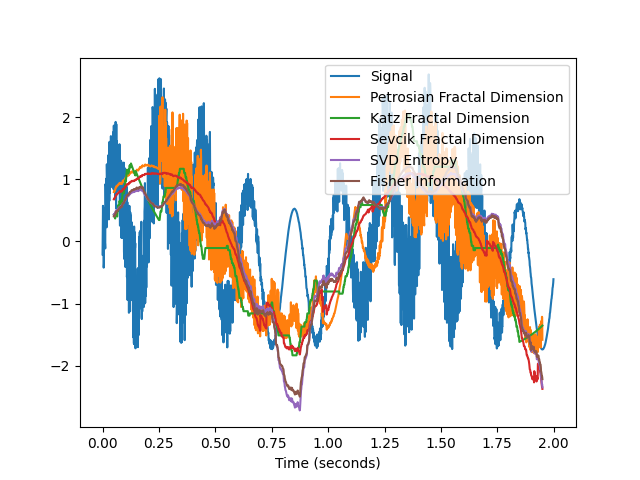 Signal
Petrosian Fractal Dimension
Katz Fractal Dimension
Sevcik Fractal Dimension
SVD Entropy
Fisher Information
2
1
0
−1
−2
0.00 0.25 0.50 0.75 1.00 1.25 1.50 1.75 2.00
Time (seconds)